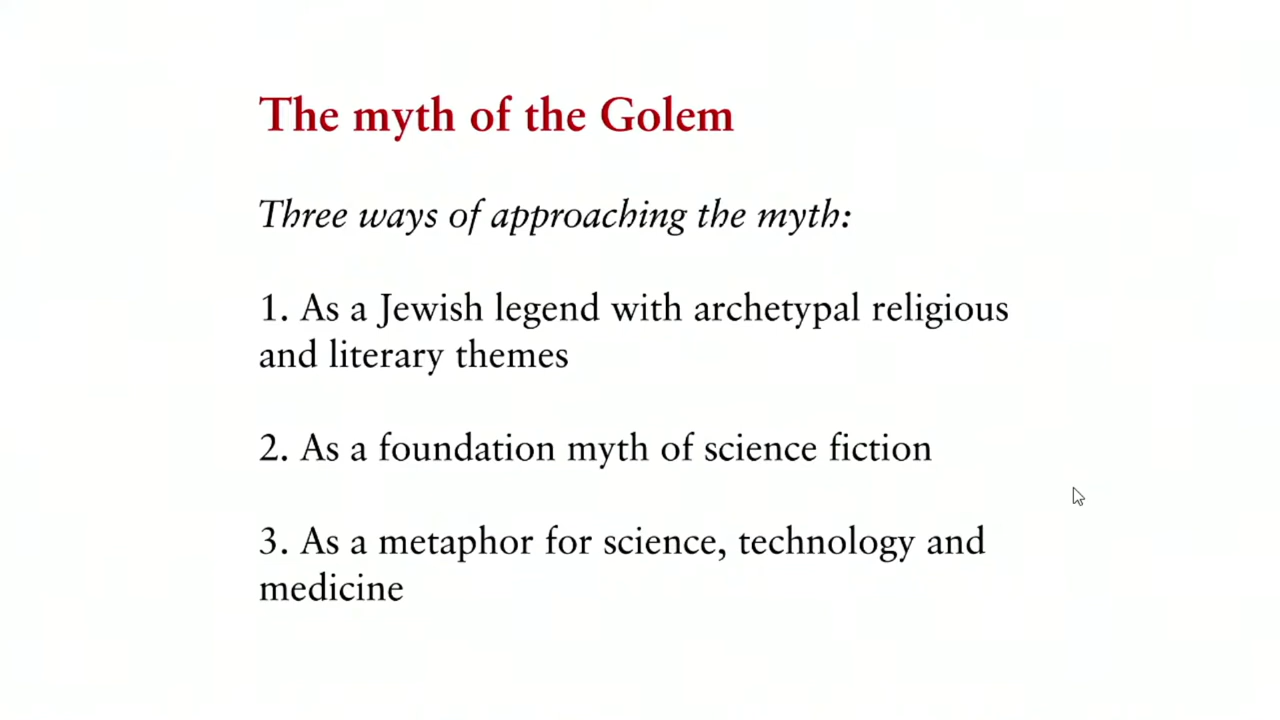 The myth of the Golem
Three ways of approaching the myth:
1. As a Jewish legend with archetypal religious
and literary themes
2. As a foundation myth of science fiction
3. As a metaphor for science, technology and
medicine